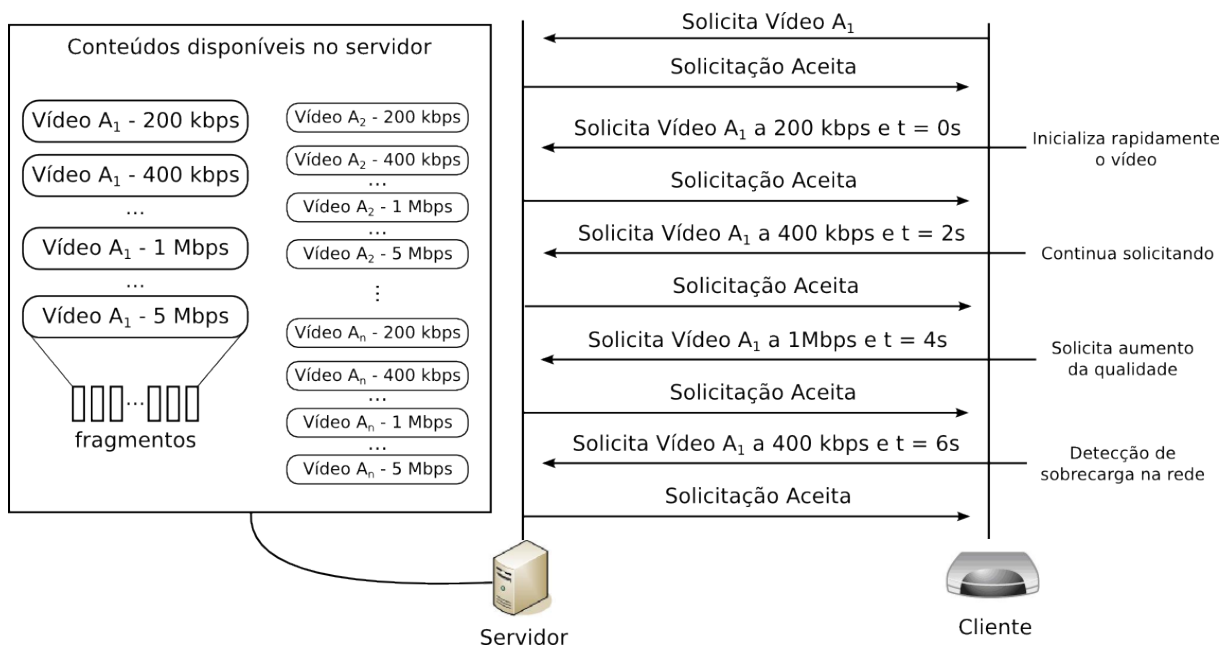 Conteúdos disponíveis no servidor
Vídeo A1 - 200 kbps
Vídeo A1 - 400 kbps
...
Vídeo A1 - 1 Mbps
...
Vídeo A1 - 5 Mbps
...
fragmentos
Vídeo A2 - 200 kbps
Vídeo A2 - 400 kbps
...
Vídeo A2 - 1 Mbps
...
Vídeo A2 - 5 Mbps
...
Vídeo An - 200 kbps
Vídeo An - 400 kbps
...
Vídeo An - 1 Mbps
...
Vídeo An - 5 Mbps
Solicita Vídeo A1
Solicitação Aceita
Solicita Vídeo A1 a 200 kbps e t = 0s
Inicializa rapidamente
o vídeo
Solicitação Aceita
Solicita Vídeo A1 a 400 kbps e t = 2s
Continua solicitando
Solicitação Aceita
Solicita Vídeo A1 a 1Mbps e t = 4s
Solicita aumento
da qualidade
Solicitação Aceita
Solicita Vídeo A1 a 400 kbps e t = 6s
Detecção de
sobrecarga na rede
Solicitação Aceita
Servidor
Cliente